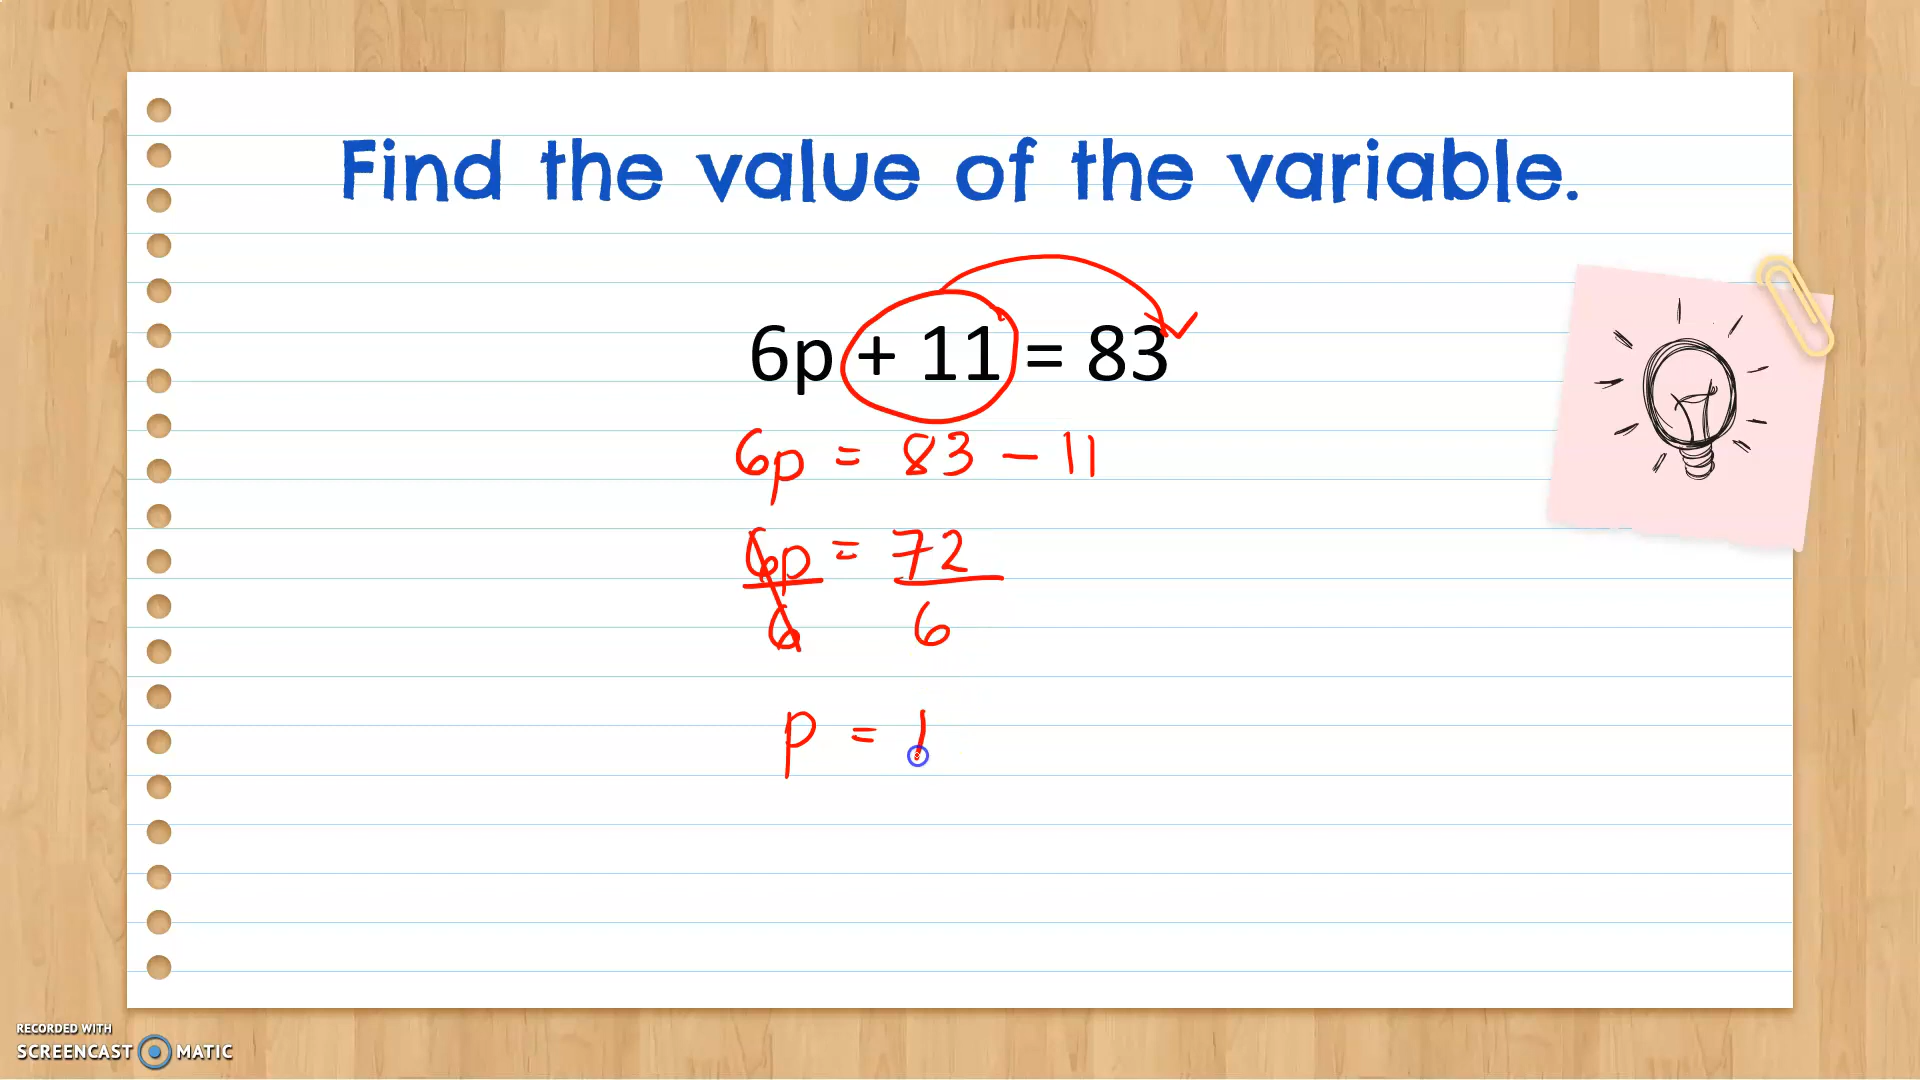 Find the value of the variable.
6p + 11 = 83
6p = 83 - 11
6p = 72
6 6
p = 1
RECORDED WITH
SCREENCAST MATIC